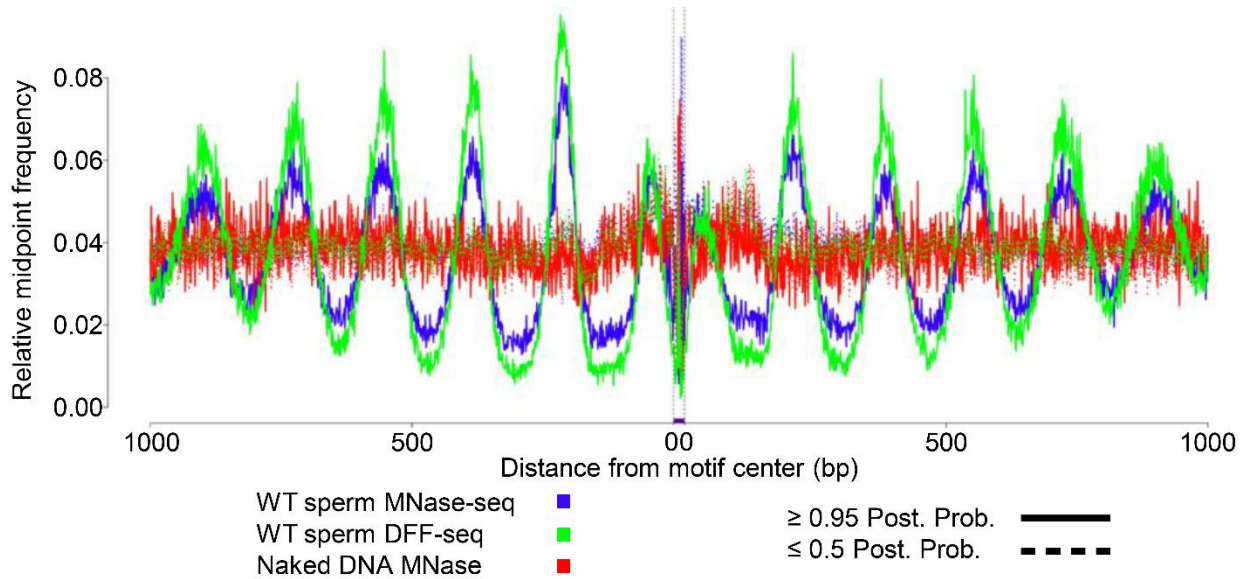 Relative midpoint frequency
0.08
0.06
0.04
0.02
0.00
1000 500 00 500 1000
Distance from motif center (bp)
WT sperm MNase-seq
WT sperm DFF-seq
Naked DNA MNase
≥ 0.95 Post. Prob.
≤ 0.5 Post. Prob.